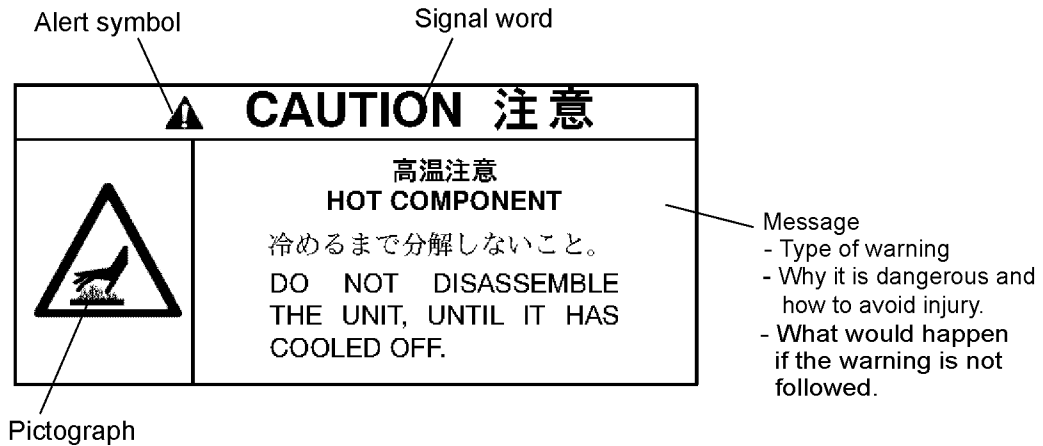 Alert symbol
Signal word
CAUTION 注意
高温注意
HOT COMPONENT
冷めるまで分解しないこと。
DO NOT DISASSEMBLE
THE UNIT, UNTIL IT HAS
COOLED OFF.
Message
- Type of warning
- Why it is dangerous and
how to avoid injury.
- What would happen
if the warning is not
followed.
Pictograph